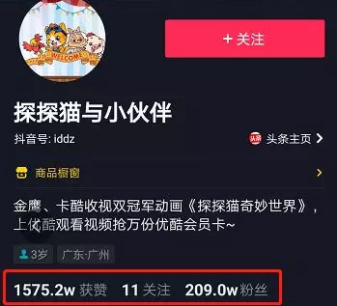 WELCOME
+ 关注
探探猫与小伙伴
抖音号: iddz
头条 头条主页 >
商品橱窗 >
金鹰、卡酷收视双冠军动画《探探猫奇妙世界》,
上优酷观看视频抢万份优酷会员卡~
3岁 广东·广州
1575.2w 获赞 11 关注 209.0w 粉丝